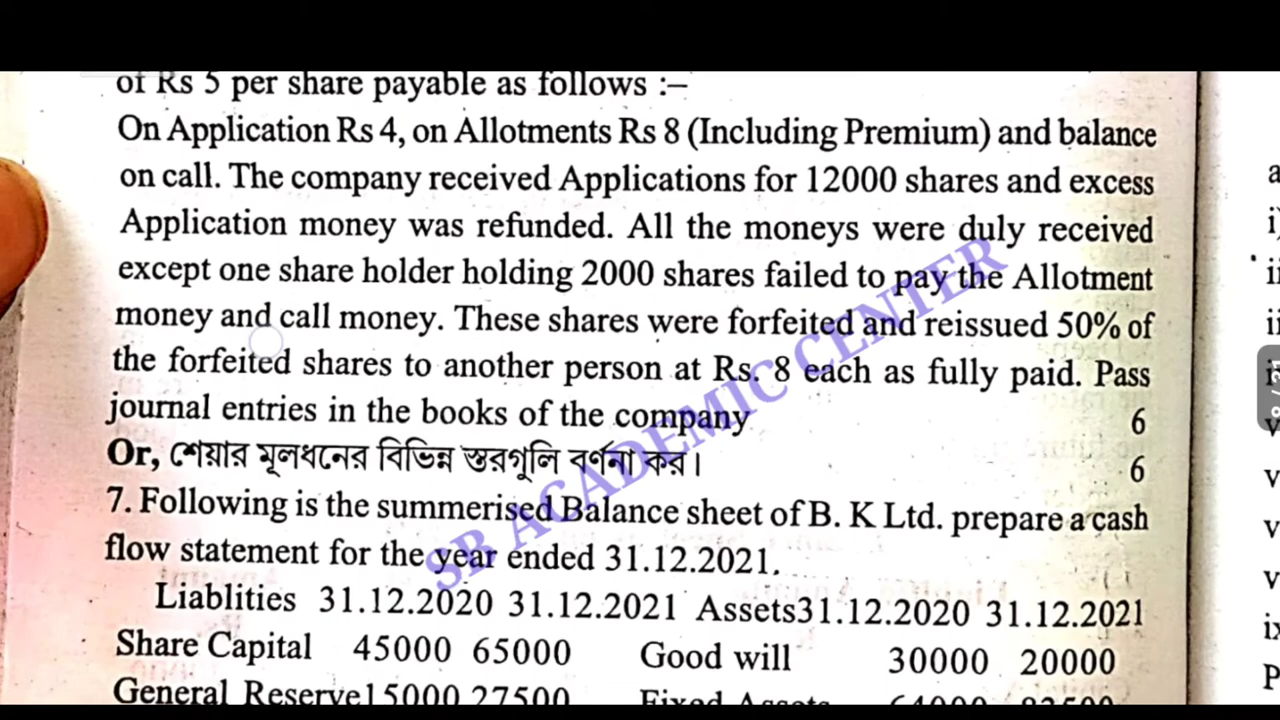 of Rs 5 per share payable as follows :–
On Application Rs 4, on Allotments Rs 8 (Including Premium) and balance
on call. The company received Applications for 12000 shares and excess
Application money was refunded. All the moneys were duly received
except one share holder holding 2000 shares failed to pay the Allotment
money and call money. These shares were forfeited and reissued 50% of
the forfeited shares to another person at Rs. 8 each as fully paid. Pass
journal entries in the books of the company 6
Or, শেয়ার মূলধনের বিভিন্ন স্তরগুলি বর্ণনা কর। 6
7. Following is the summerised Balance sheet of B. K Ltd. prepare a cash
flow statement for the year ended 31.12.2021.
Liablities 31.12.2020 31.12.2021 Assets31.12.2020 31.12.2021
Share Capital 45000 65000 Good will 30000 20000
General Reserve15000 27500 Fixed Assets
SR ACADEMIC CENTER